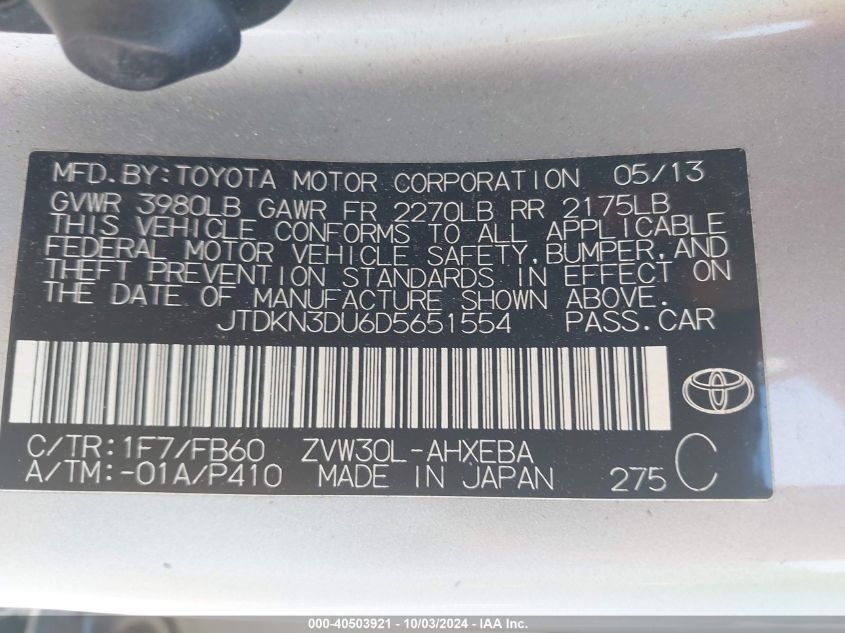 MFD. BY: TOYOTA MOTOR CORPORATION 05/13
GVWR 3980LB GAWR FR 2270LB RR 2175LB
THIS VEHICLE CONFORMS TO ALL APPLICABLE
FEDERAL MOTOR VEHICLE SAFETY, BUMPER, AND
THEFT PREVENTION STANDARDS IN EFFECT ON
THE DATE OF MANUFACTURE SHOWN ABOVE.
JTDKN3DU6D5651554 PASS. CAR
C/TR: 1F7/FB60 ZVW30L-AHXEBA
A/TM: -01A/P410 MADE IN JAPAN 275 C
000-40503921 - 10/03/2024 - IAA Inc.